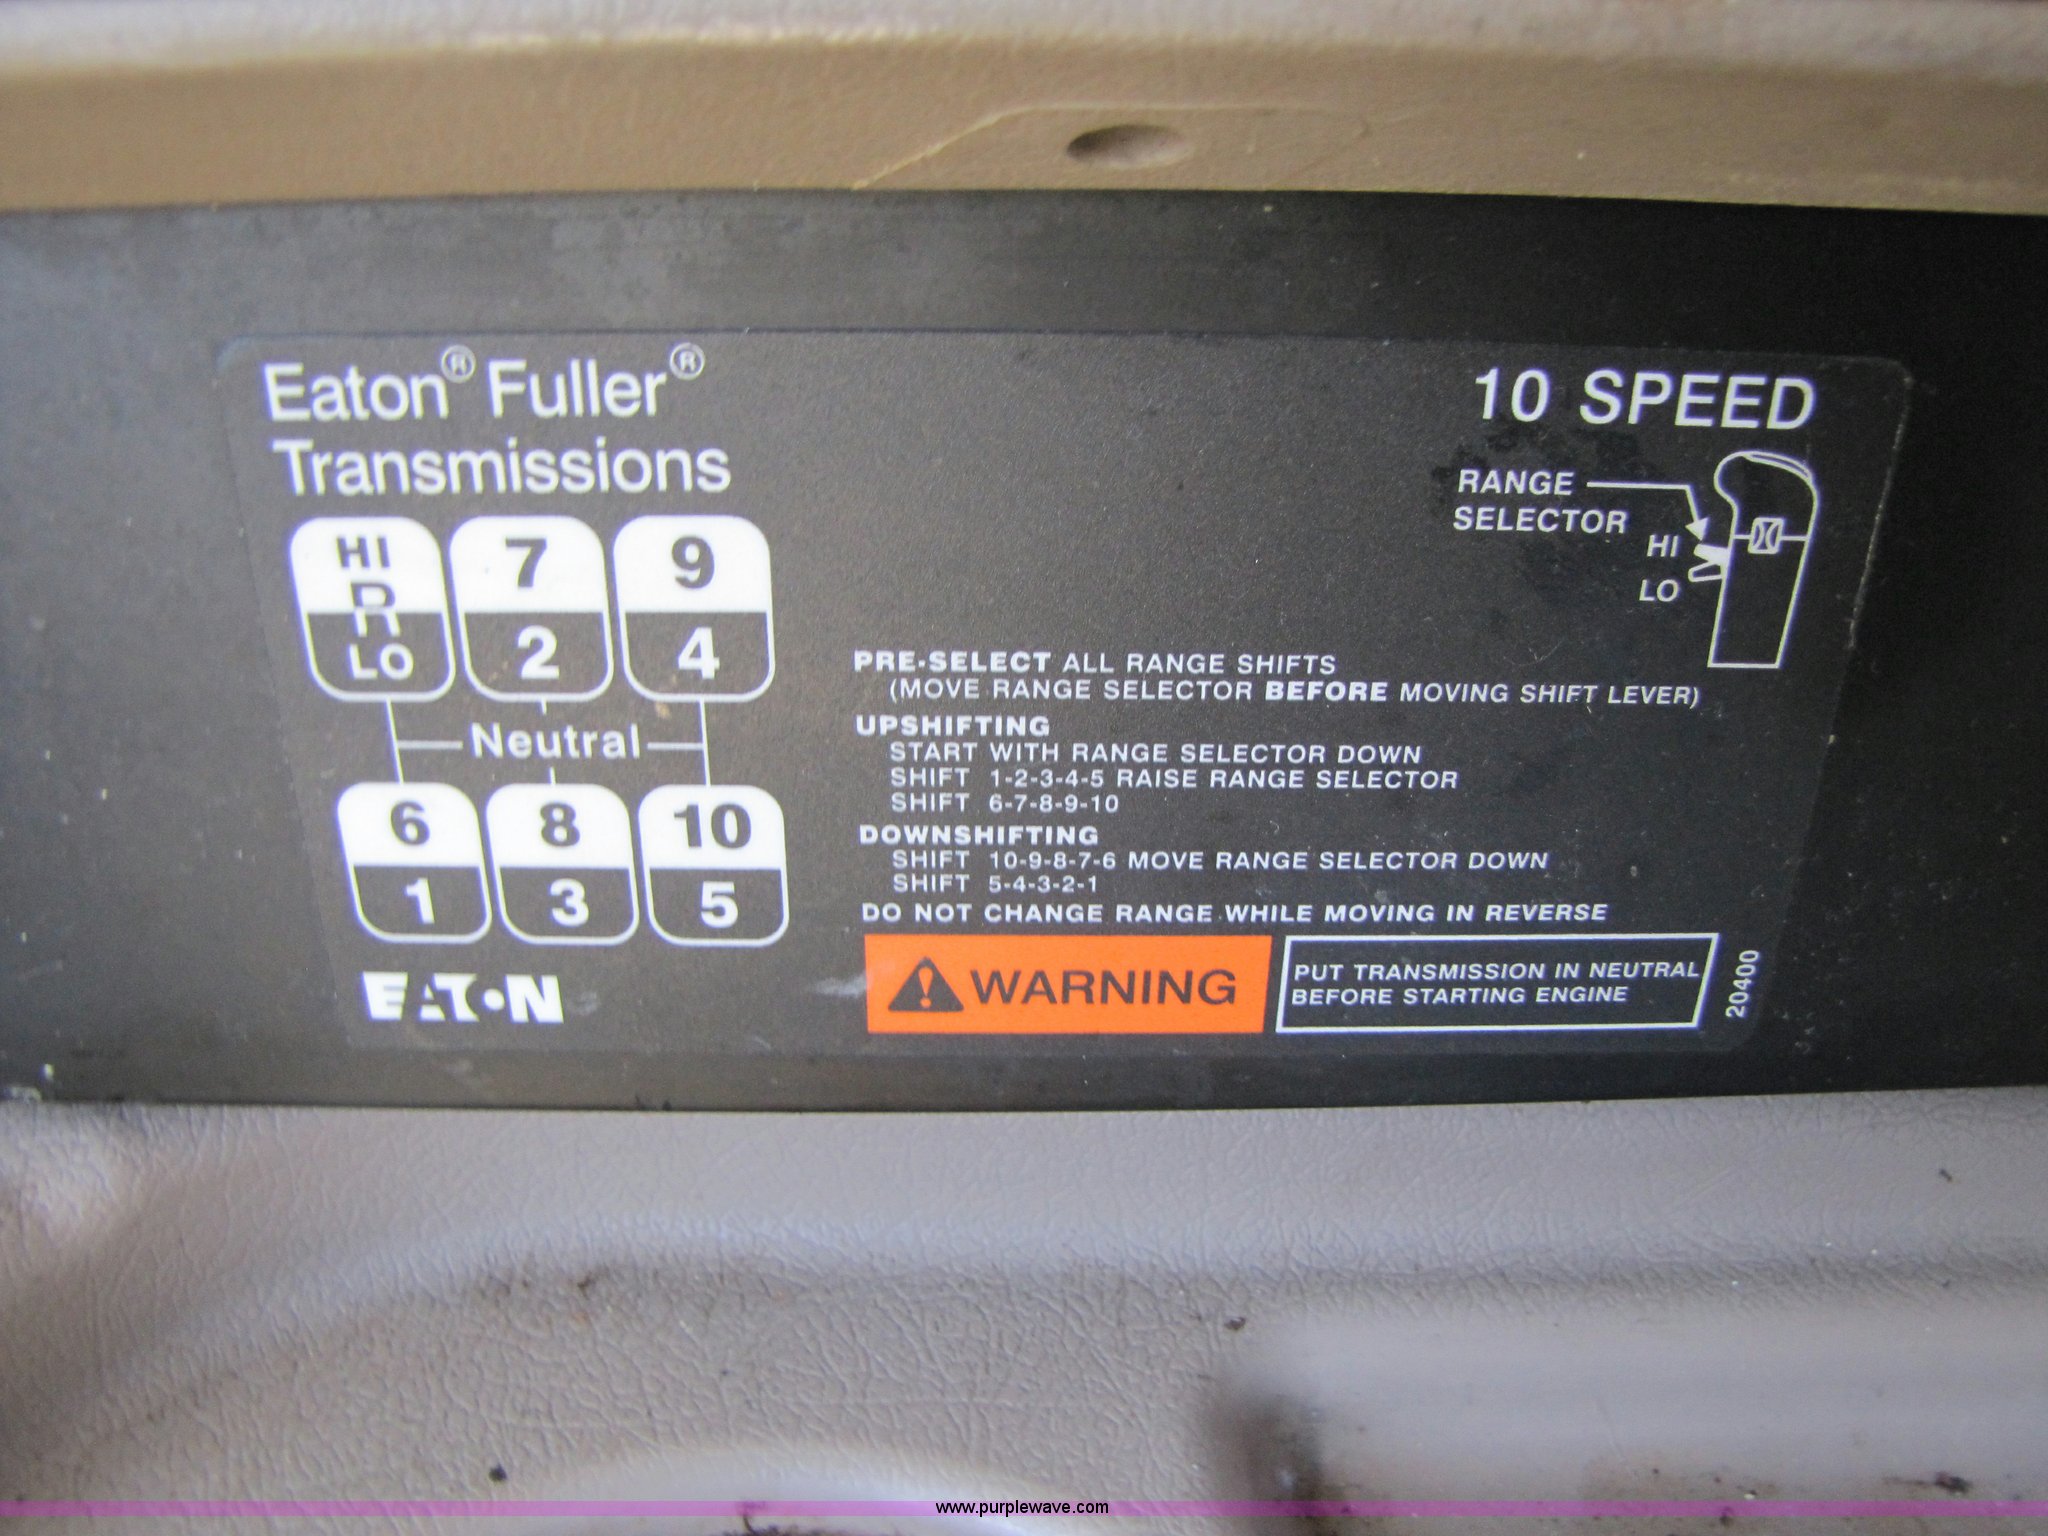 Eaton® Fuller®
Transmissions
10 SPEED
RANGE
SELECTOR
HI
LO
HI 7 9
R
LO 2 4
Neutral
6 8 10
1 3 5
EATON
PRE-SELECT ALL RANGE SHIFTS
(MOVE RANGE SELECTOR BEFORE MOVING SHIFT LEVER)
UPSHIFTING
START WITH RANGE SELECTOR DOWN
SHIFT 1-2-3-4-5 RAISE RANGE SELECTOR
SHIFT 6-7-8-9-10
DOWNSHIFTING
SHIFT 10-9-8-7-6 MOVE RANGE SELECTOR DOWN
SHIFT 5-4-3-2-1
DO NOT CHANGE RANGE WHILE MOVING IN REVERSE
WARNING
PUT TRANSMISSION IN NEUTRAL
BEFORE STARTING ENGINE
20400
www.purplewave.com